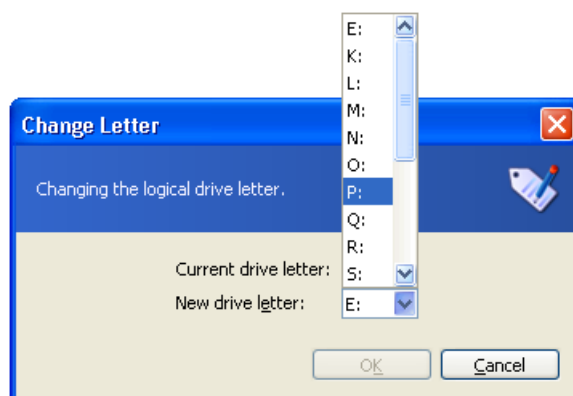 E:
K:
L:
M:
N:
O:
P:
Q:
R:
S:
Change Letter
Changing the logical drive letter.
Current drive letter:
New drive letter: E:
OK
Cancel